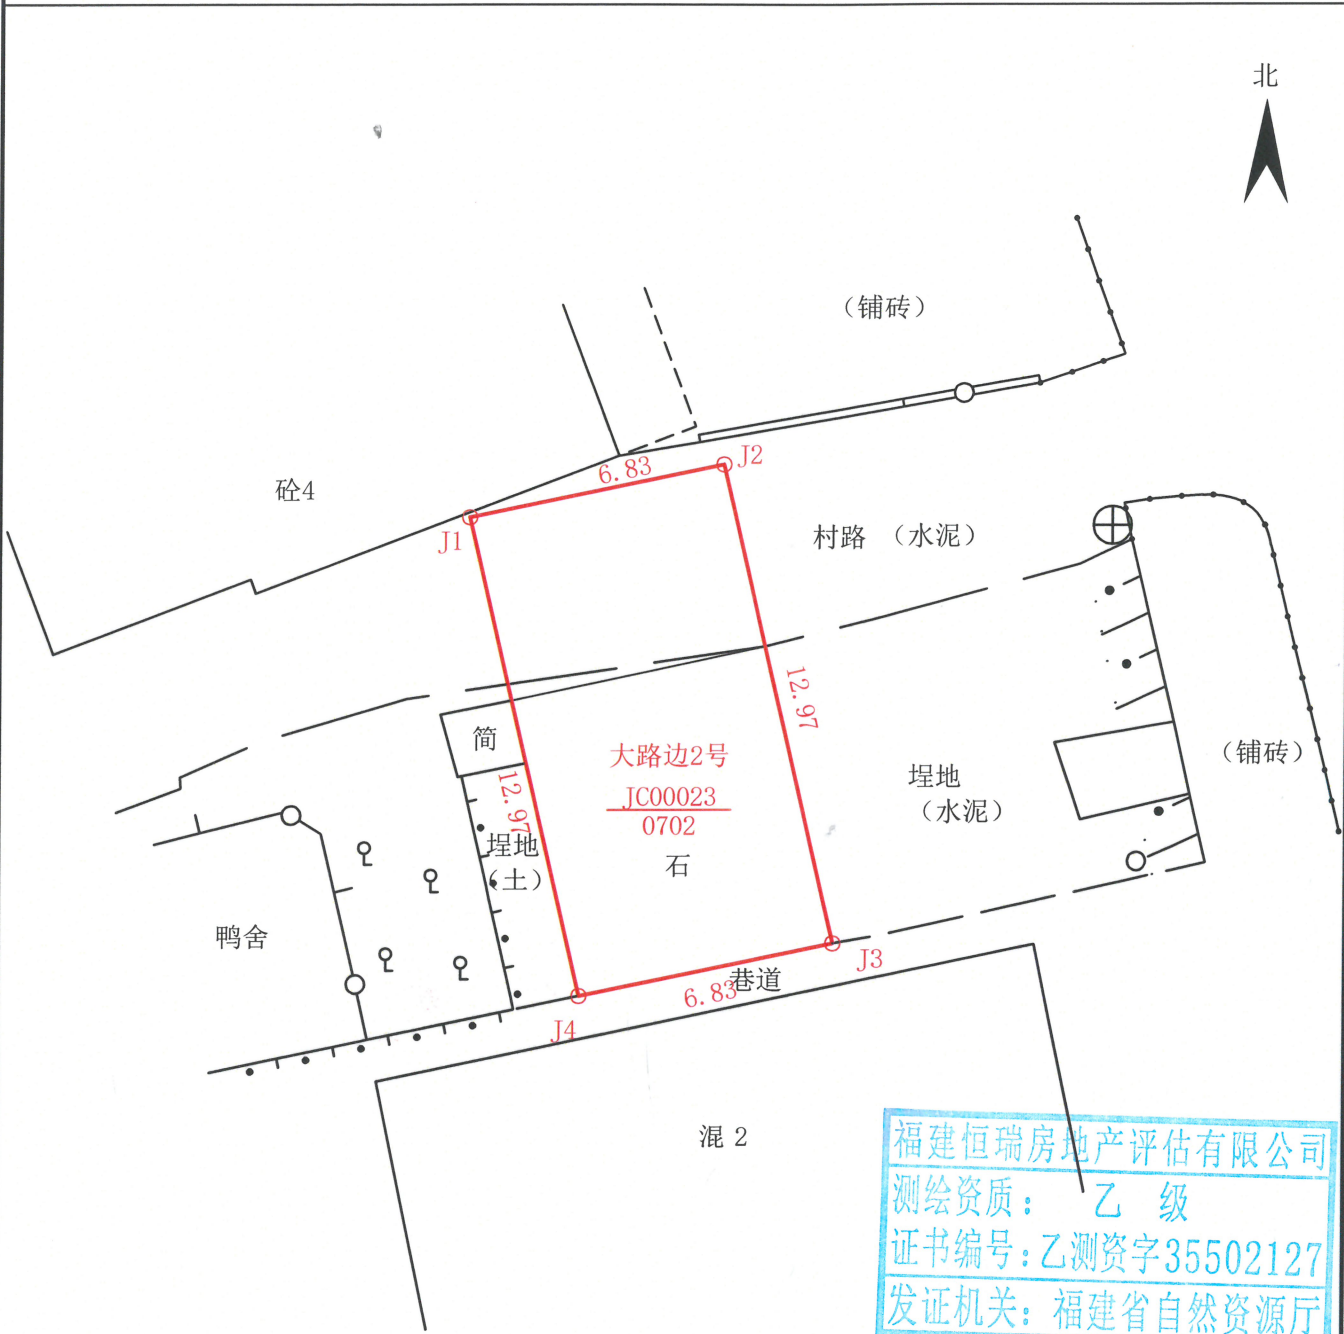 北
（铺砖）
6.83
J2
砼4
J1
村路 （水泥）
12.97
简
大路边2号
JC00023
0702
石
12.97
埕地
（土）
埕地
（水泥）
（铺砖）
鸭舍
J3
巷道
6.83
J4
混 2
福建恒瑞房地产评估有限公司
测绘资质： 乙 级
证书编号：乙测资字35502127
发证机关：福建省自然资源厅